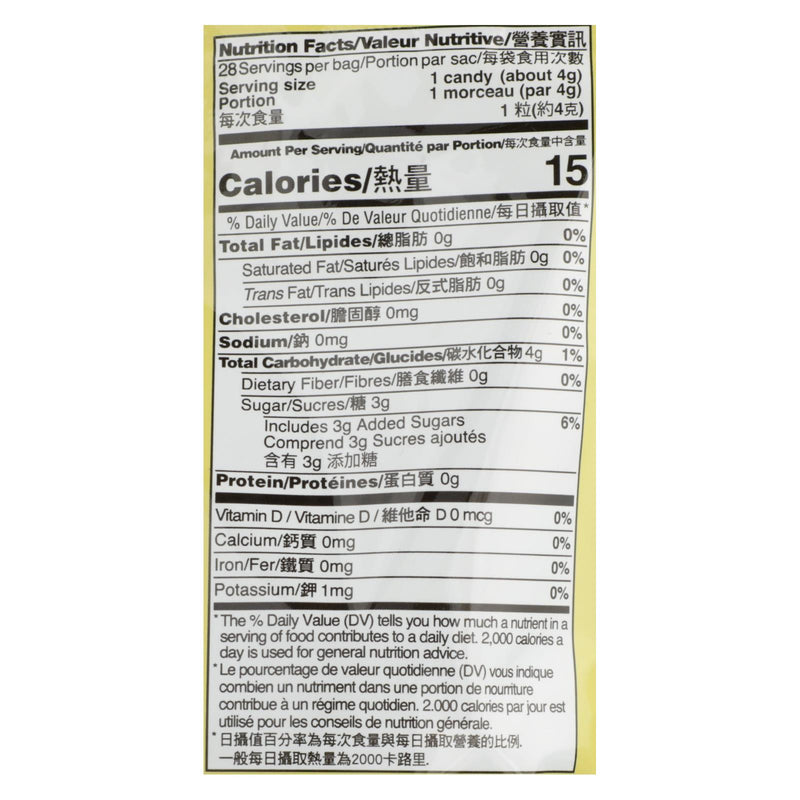 Nutrition Facts/Valeur Nutritive/營養實訊
28 Servings per bag/Portion par sac/每袋食用次數
Serving size 1 candy (about 4g)
Portion 1 morceau (par 4g)
每次食量 1 粒(約4克)
Amount Per Serving/Quantité par Portion/每次食量中含量
Calories/熱量 15
% Daily Value/% De Valeur Quotidienne/每日攝取值*
Total Fat/Lipides/總脂肪 0g 0%
Saturated Fat/Saturés Lipides/飽和脂肪 0g 0%
Trans Fat/Trans Lipides/反式脂肪 0g 0%
Cholesterol/膽固醇 0mg 0%
Sodium/鈉 0mg 0%
Total Carbohydrate/Glucides/碳水化合物 4g 1%
Dietary Fiber/Fibres/膳食纖維 0g 0%
Sugar/Sucres/糖 3g
Includes 3g Added Sugars 6%
Comprend 3g Sucres ajoutés
含有 3g 添加糖
Protein/Protéines/蛋白質 0g
Vitamin D / Vitamine D / 維他命 D 0 mcg 0%
Calcium/鈣質 0mg 0%
Iron/Fer/鐵質 0mg 0%
Potassium/鉀 1mg 0%
*The % Daily Value (DV) tells you how much a nutrient in a
serving of food contributes to a daily diet. 2,000 calories a
day is used for general nutrition advice.
*Le pourcentage de valeur quotidienne (DV) vous indique
combien un nutriment dans une portion de nourriture
contribue à un régime quotidien. 2.000 calories par jour est
utilisé pour les conseils de nutrition générale.
*日攝值百分率為每次食量與每日攝取營養的比例.
一般每日攝取熱量為2000卡路里.